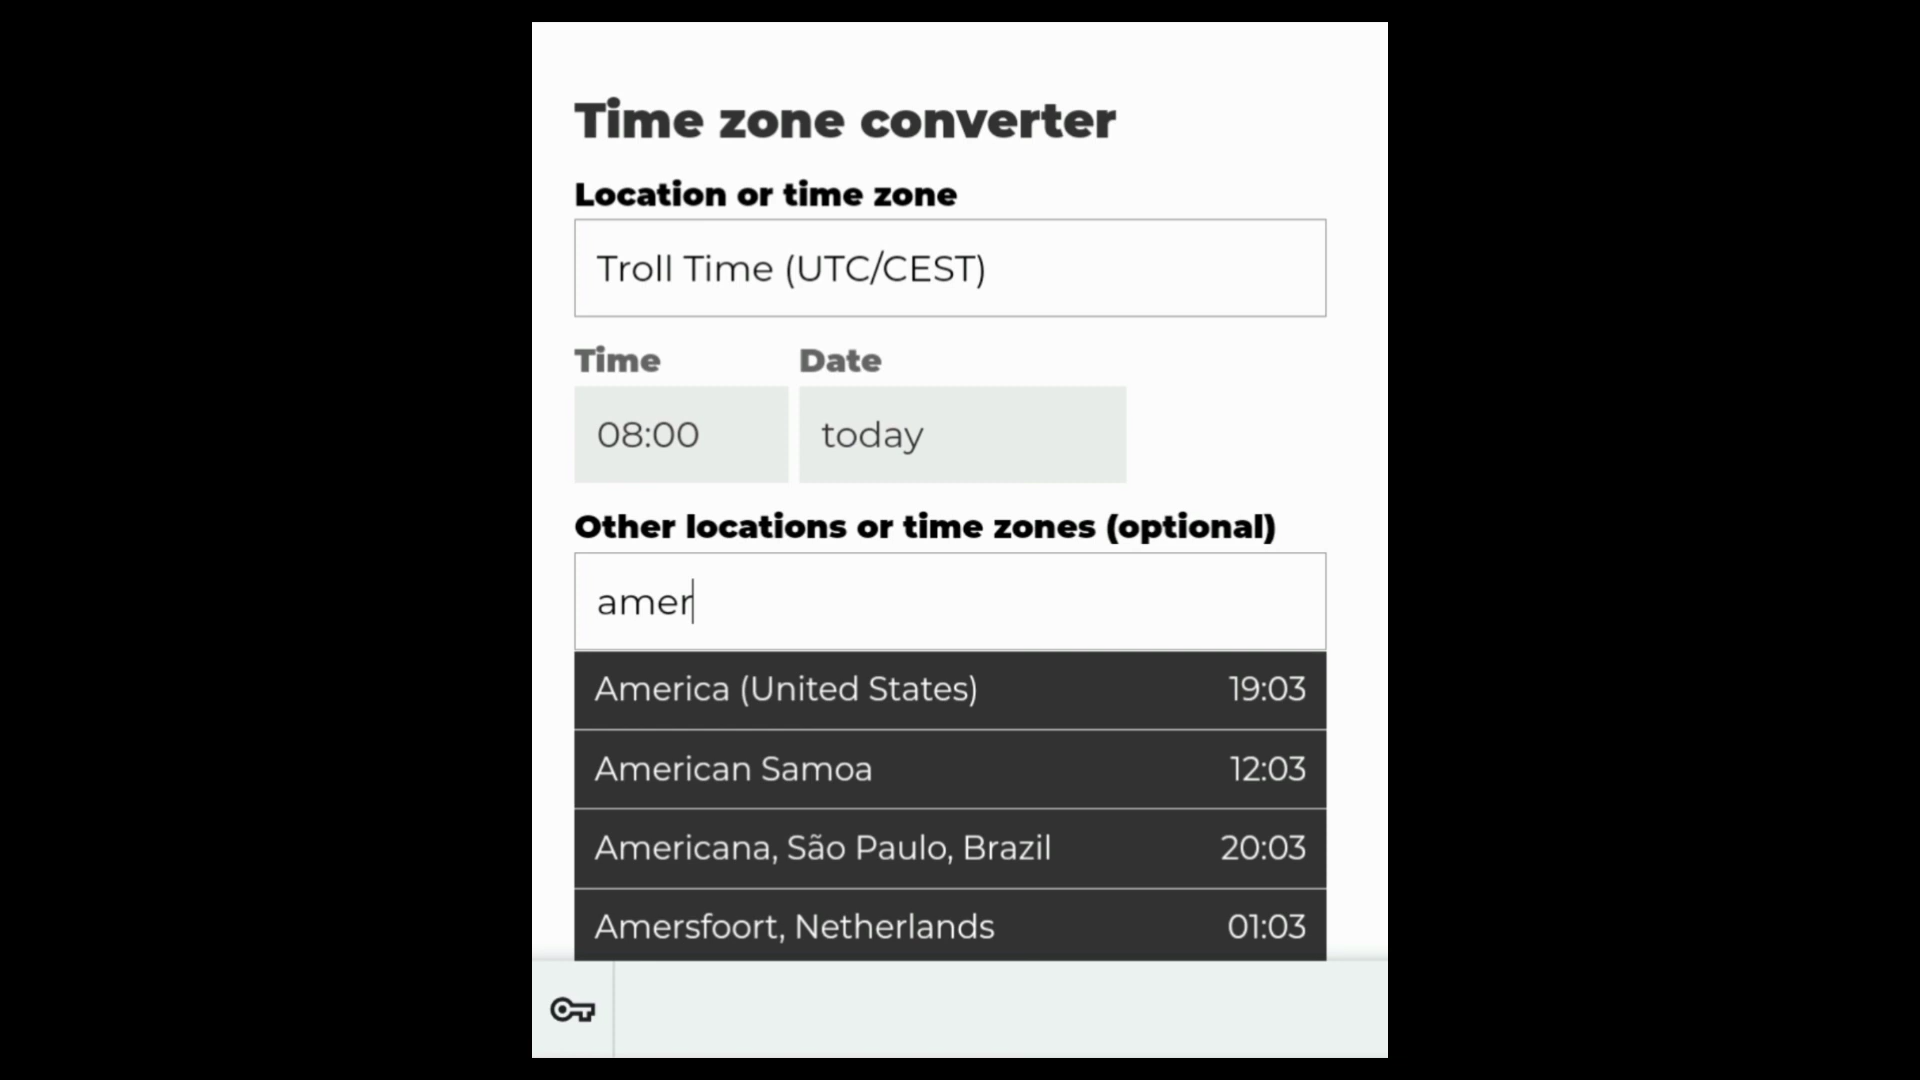 Time zone converter
Location or time zone
Troll Time (UTC/CEST)
Time Date
08:00 today
Other locations or time zones (optional)
amer
America (United States) 19:03
American Samoa 12:03
Americana, São Paulo, Brazil 20:03
Amersfoort, Netherlands 01:03